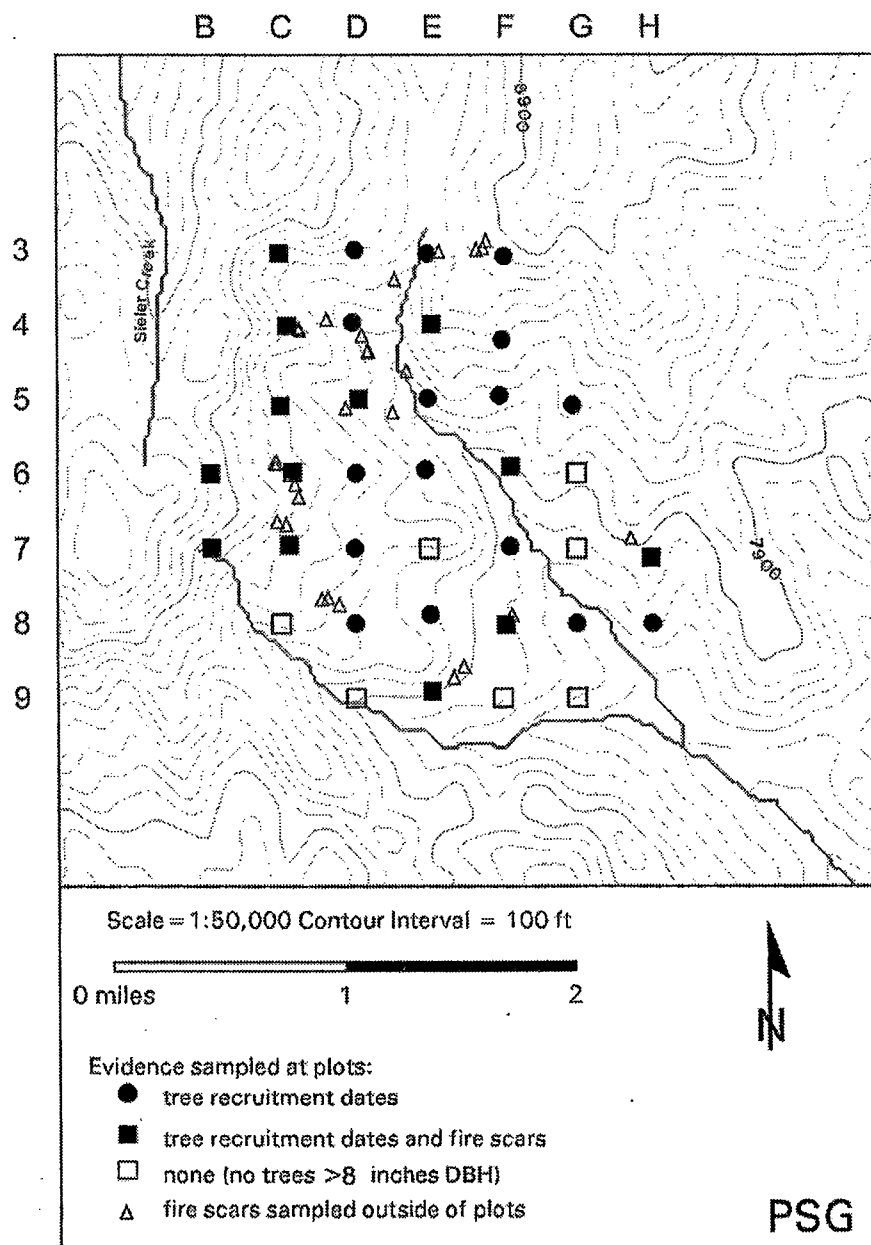 B C D E F G H
6900
3
Sieler Creek
4
5
6
7
7900
8
9
Scale = 1:50,000 Contour Interval = 100 ft
0 miles 1 2
N
Evidence sampled at plots:
tree recruitment dates
tree recruitment dates and fire scars
none (no trees >8 inches DBH)
fire scars sampled outside of plots
PSG